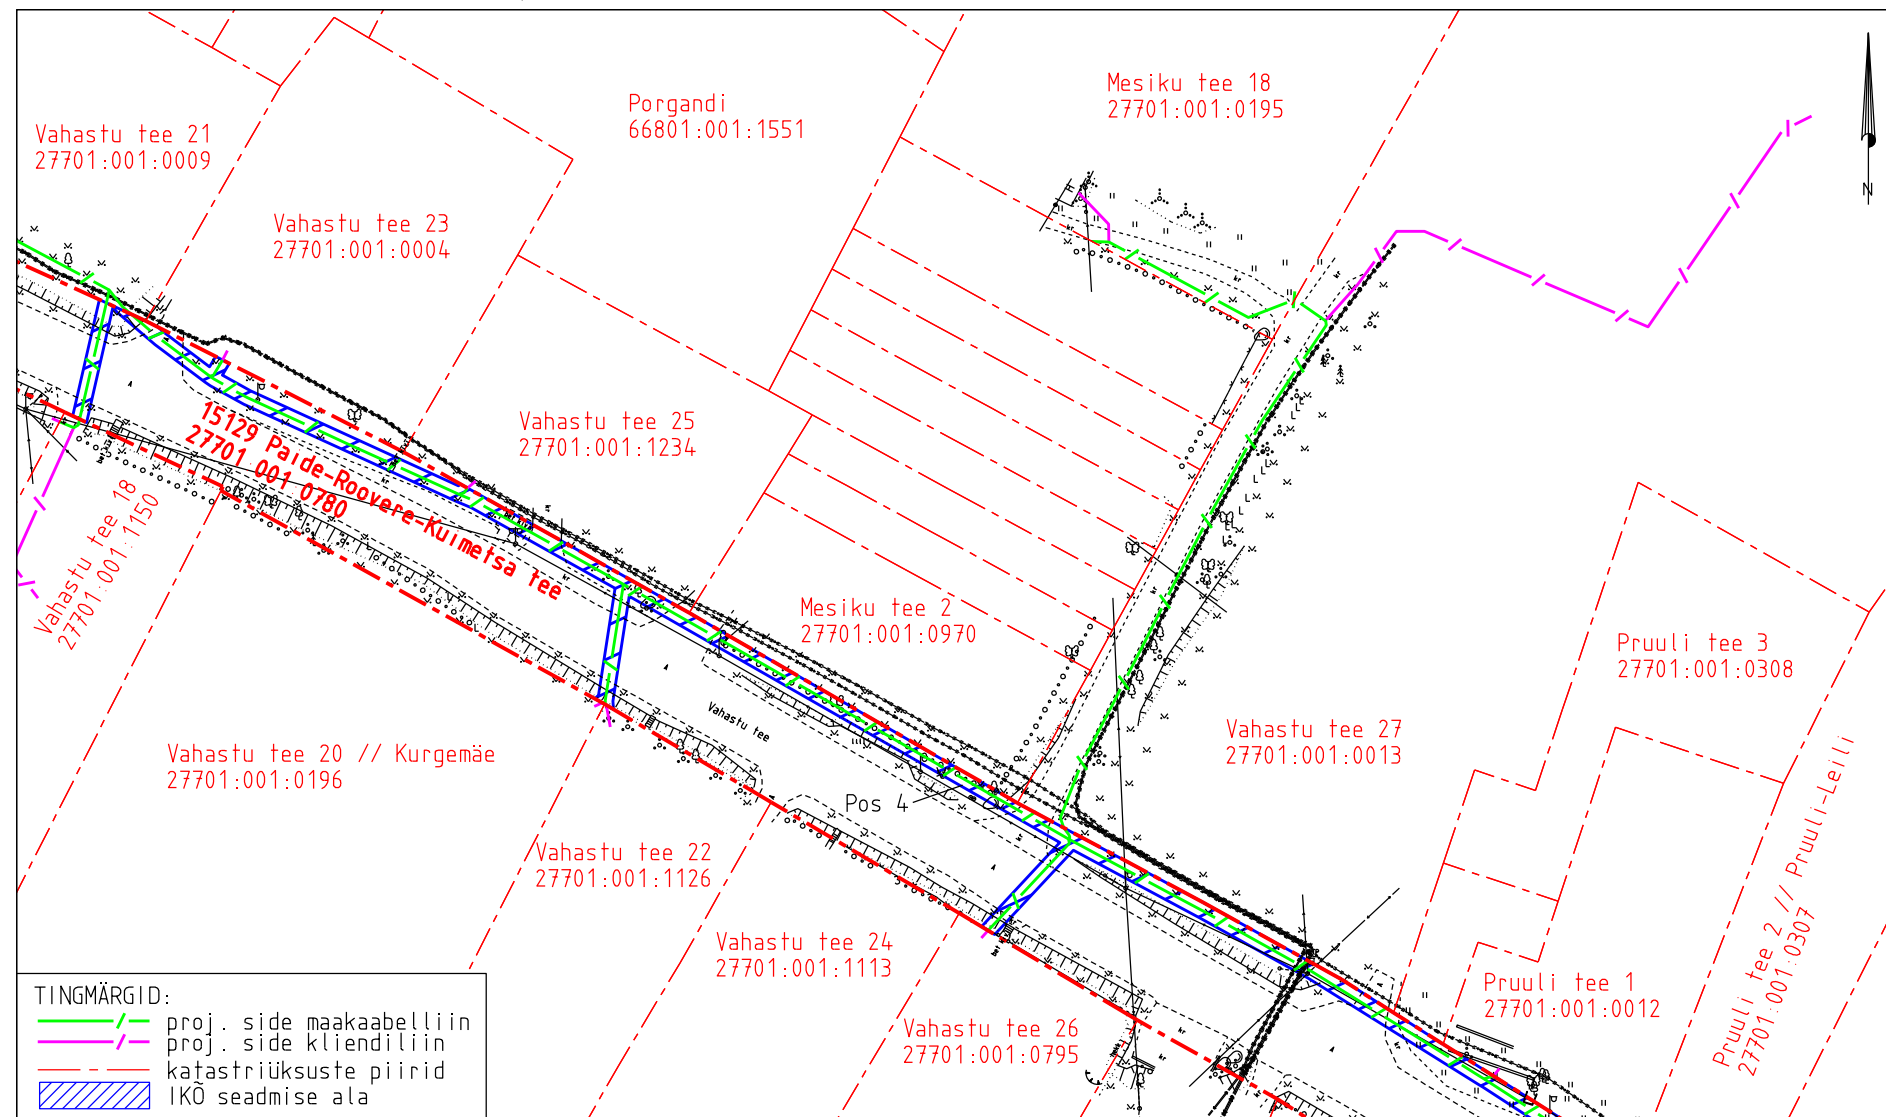 Mesiku tee 18
27701:001:0195
Porgandi
66801:001:1551
Vahastu tee 21
27701:001:0009
Vahastu tee 23
27701:001:0004
N
Vahastu tee 25
27701:001:1234
15129 Paide-Roovere-Kuimetsa tee
27701 001 0780
Vahastu tee 18
27701:001:1150
Mesiku tee 2
27701:001:0970
Pruuli tee 3
27701:001:0308
Vahastu tee
Vahastu tee 27
27701:001:0013
Vahastu tee 20 // Kurgemäe
27701:001:0196
Pos 4
Vahastu tee 22
27701:001:1126
Pruuli tee 2 // Pruuli-Leili
27701:001:0307
Vahastu tee 24
27701:001:1113
Pruuli tee 1
27701:001:0012
Vahastu tee 26
27701:001:0795
TINGMÄRGID:
proj. side maakaabelliin
proj. side kliendiliin
katastriüksuste piirid
IKÕ seadmise ala